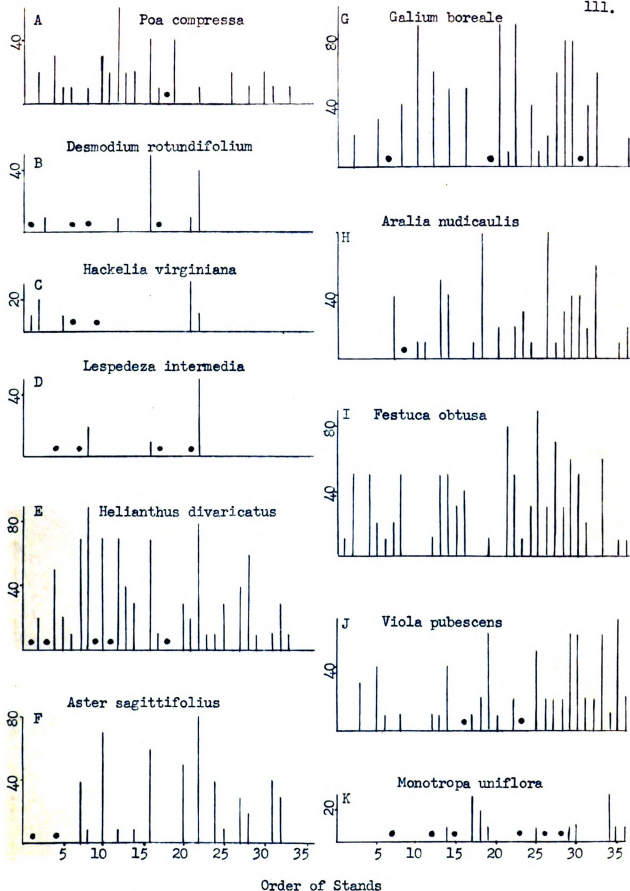 111.
A Poa compressa
40
B Desmodium rotundifolium
40
C Hackelia virginiana
20
D Lespedeza intermedia
40
E Helianthus divaricatus
80
40
F Aster sagittifolius
80
40
5 10 15 20 25 30 35
G Galium boreale
80
40
H Aralia nudicaulis
40
I Festuca obtusa
80
40
J Viola pubescens
40
K Monotropa uniflora
20
5 10 15 20 25 30 35
Order of Stands